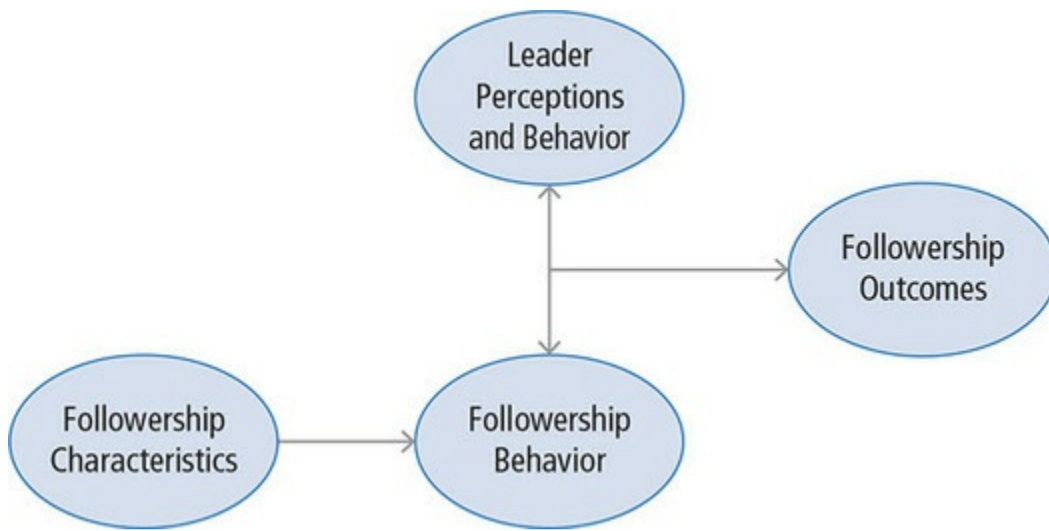 Leader
Perceptions
and Behavior
Followership
Outcomes
Followership
Characteristics
Followership
Behavior